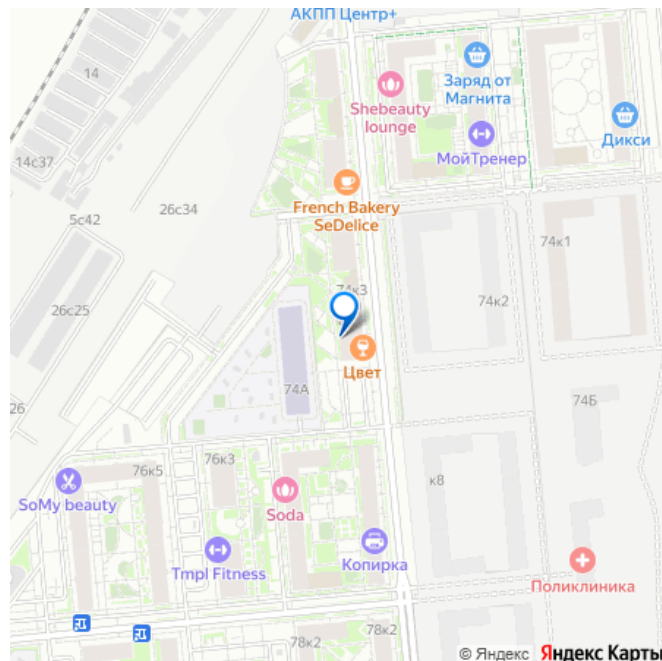 АКПП Центр+
14
Заряд от
Магнита
Shebeauty
lounge
МойТренер
Дикси
14с37
26с34
5с42
French Bakery
SeDelice
74к1
74к3
74к2
26с25
Цвет
74А
74Б
26
76к5
76к3
к8
SoMy beauty
Soda
Tmpl Fitness
Копирка
Поликлиника
78к2
78к2
© Яндекс Яндекс Карты